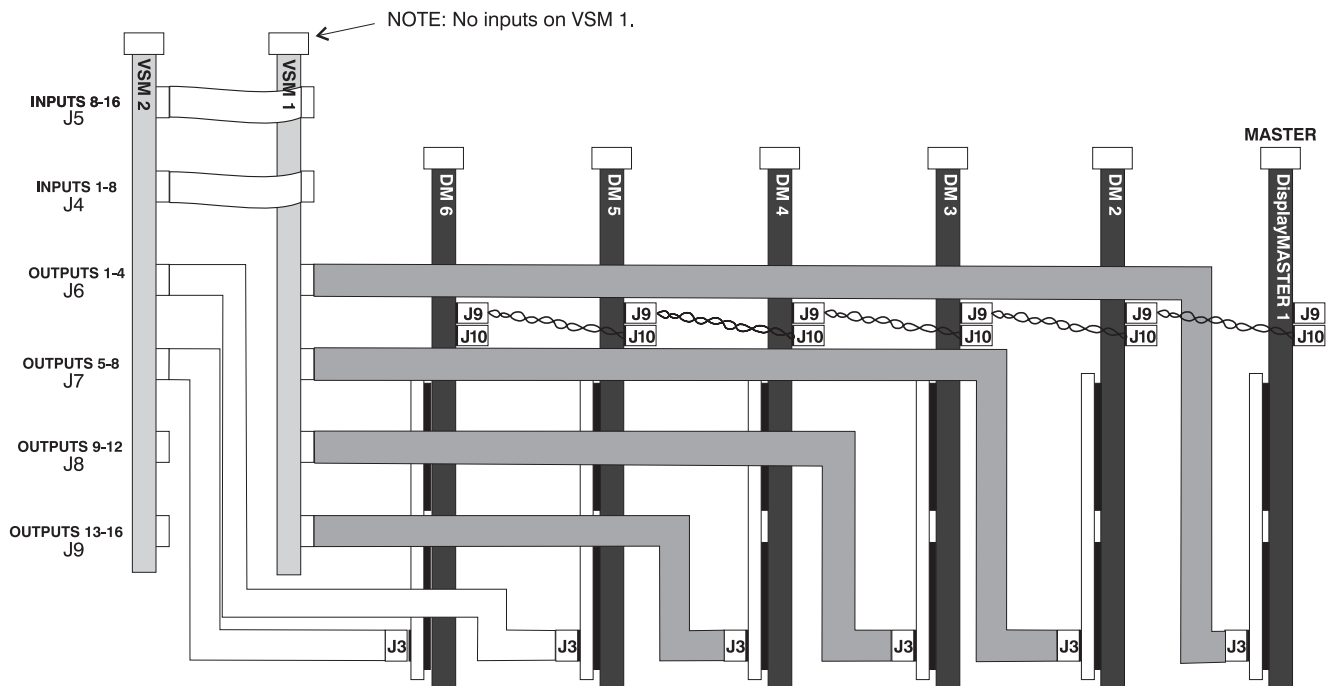 NOTE: No inputs on VSM 1.
VSM 2
VSM 1
INPUTS 8-16
J5
INPUTS 1-8
J4
OUTPUTS 1-4
J6
OUTPUTS 5-8
J7
OUTPUTS 9-12
J8
OUTPUTS 13-16
J9
MASTER
DM 6
DM 5
DM 4
DM 3
DM 2
DisplayMASTER 1
J9
J10
J9
J10
J9
J10
J9
J10
J9
J10
J9
J10
J3
J3
J3
J3
J3
J3